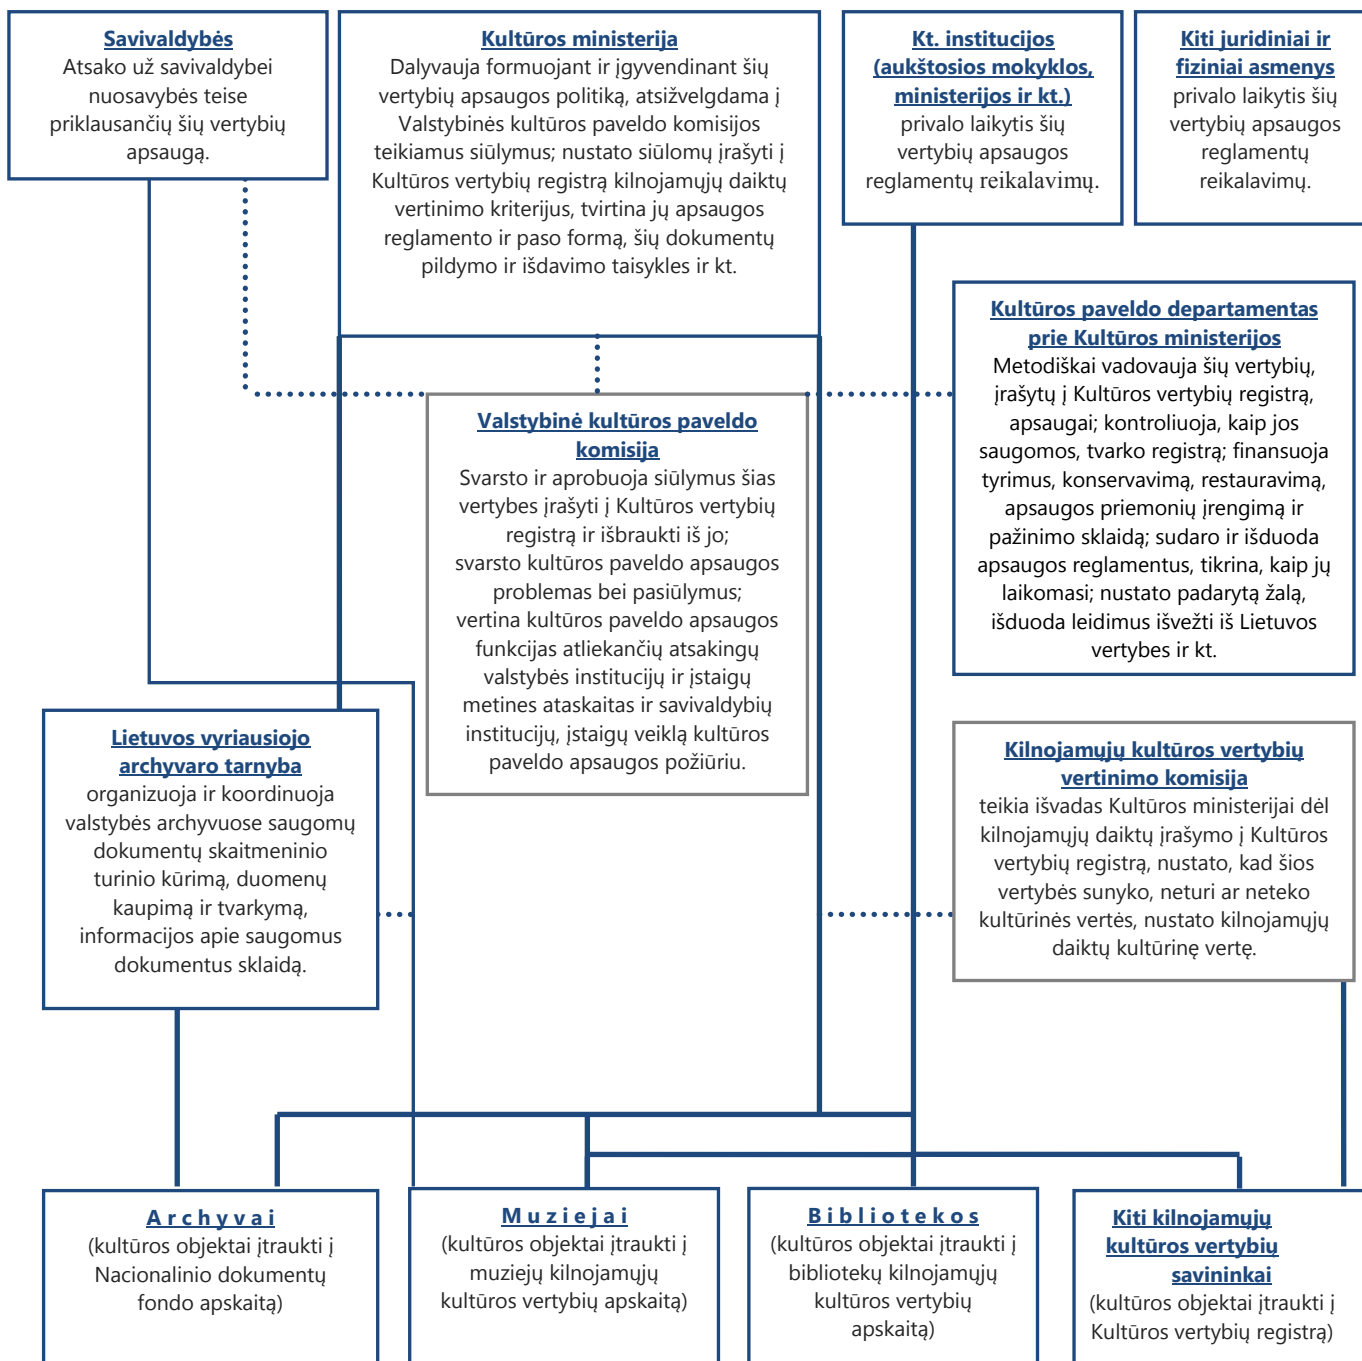 Savivaldybės
Atsako už savivaldybei
nuosavybės teise
priklausančių šių vertybių
apsaugą.
Kultūros ministerija
Dalyvauja formuojant ir įgyvendinant šių
vertybių apsaugos politiką, atsižvelgdama į
Valstybinės kultūros paveldo komisijos
teikiamus siūlymus; nustato siūlomų įrašyti į
Kultūros vertybių registrą kilnojamųjų daiktų
vertinimo kriterijus, tvirtina jų apsaugos
reglamento ir paso formą, šių dokumentų
pildymo ir išdavimo taisykles ir kt.
Kt. institucijos
(aukštosios mokyklos,
ministerijos ir kt.)
privalo laikytis šių
vertybių apsaugos
reglamentų reikalavimų.
Kiti juridiniai ir
fiziniai asmenys
privalo laikytis šių
vertybių apsaugos
reglamentų
reikalavimų.
Kultūros paveldo departamentas
prie Kultūros ministerijos
Metodiškai vadovauja šių vertybių,
įrašytų į Kultūros vertybių registrą,
apsaugai; kontroliuoja, kaip jos
saugomos, tvarko registrą; finansuoja
tyrimus, konservavimą, restauravimą,
apsaugos priemonių įrengimą ir
pažinimo sklaidą; sudaro ir išduoda
apsaugos reglamentus, tikrina, kaip jų
laikomasi; nustato padarytą žalą,
išduoda leidimus išvežti iš Lietuvos
vertybes ir kt.
Valstybinė kultūros paveldo
komisija
Svarsto ir aprobuoja siūlymus šias
vertybes įrašyti į Kultūros vertybių
registrą ir išbraukti iš jo;
svarsto kultūros paveldo apsaugos
problemas bei pasiūlymus;
vertina kultūros paveldo apsaugos
funkcijas atliekančių atsakingų
valstybės institucijų ir įstaigų
metines ataskaitas ir savivaldybių
institucijų, įstaigų veiklą kultūros
paveldo apsaugos požiūriu.
Lietuvos vyriausiojo
archyvaro tarnyba
organizuoja ir koordinuoja
valstybės archyvuose saugomų
dokumentų skaitmeninio
turinio kūrimą, duomenų
kaupimą ir tvarkymą,
informacijos apie saugomus
dokumentus sklaidą.
Kilnojamųjų kultūros vertybių
vertinimo komisija
teikia išvadas Kultūros ministerijai dėl
kilnojamųjų daiktų įrašymo į Kultūros
vertybių registrą, nustato, kad šios
vertybės sunyko, neturi ar neteko
kultūrinės vertės, nustato kilnojamųjų
daiktų kultūrinę vertę.
Archyvai
(kultūros objektai įtraukti į
Nacionalinio dokumentų
fondo apskaitą)
Muziejai
(kultūros objektai įtraukti į
muziejų kilnojamųjų
kultūros vertybių apskaitą)
Bibliotekos
(kultūros objektai įtraukti į
bibliotekų kilnojamųjų
kultūros vertybių
apskaitą)
Kiti kilnojamųjų
kultūros vertybių
savininkai
(kultūros objektai įtraukti į
Kultūros vertybių registrą)